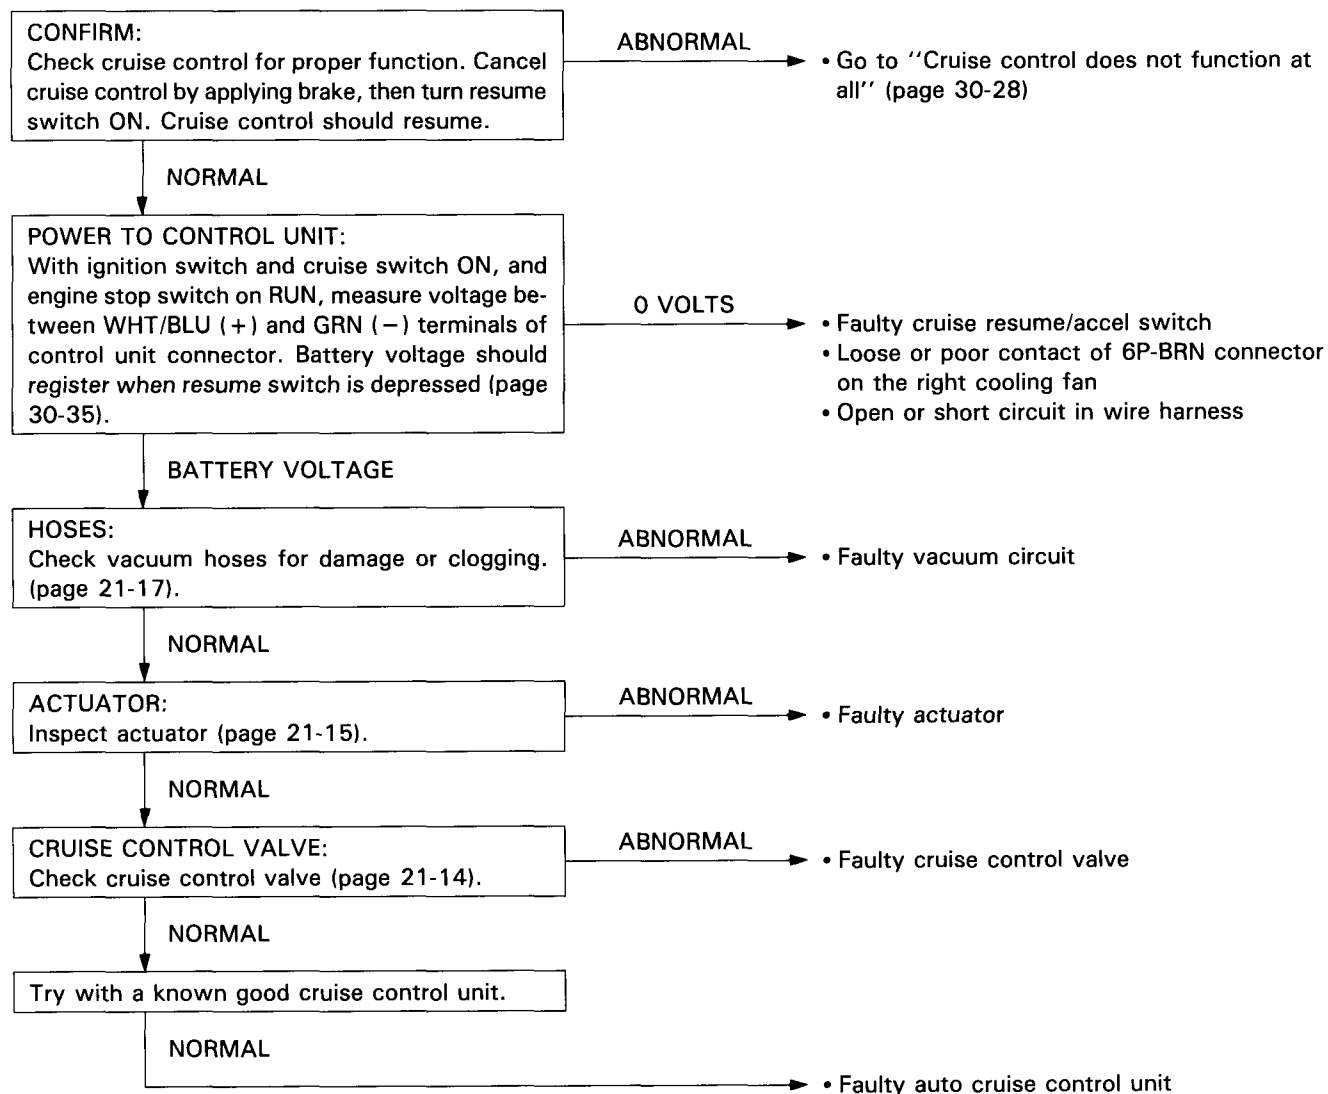 CONFIRM:
Check cruise control for proper function. Cancel
cruise control by applying brake, then turn resume
switch ON. Cruise control should resume.
ABNORMAL
• Go to ''Cruise control does not function at
all'' (page 30-28)
NORMAL
POWER TO CONTROL UNIT:
With ignition switch and cruise switch ON, and
engine stop switch on RUN, measure voltage be-
tween WHT/BLU (+) and GRN (−) terminals of
control unit connector. Battery voltage should
register when resume switch is depressed (page
30-35).
0 VOLTS
• Faulty cruise resume/accel switch
• Loose or poor contact of 6P-BRN connector
on the right cooling fan
• Open or short circuit in wire harness
BATTERY VOLTAGE
HOSES:
Check vacuum hoses for damage or clogging.
(page 21-17).
ABNORMAL
• Faulty vacuum circuit
NORMAL
ACTUATOR:
Inspect actuator (page 21-15).
ABNORMAL
• Faulty actuator
NORMAL
CRUISE CONTROL VALVE:
Check cruise control valve (page 21-14).
ABNORMAL
• Faulty cruise control valve
NORMAL
Try with a known good cruise control unit.
NORMAL
• Faulty auto cruise control unit